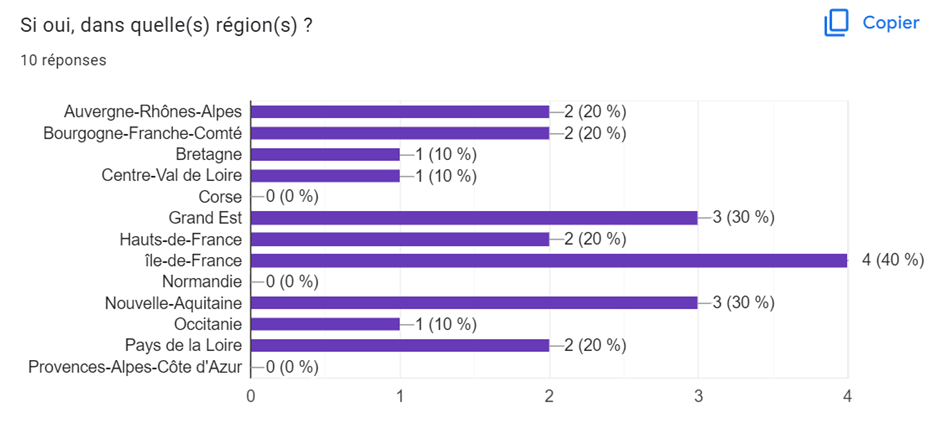 Si oui, dans quelle(s) région(s) ?
Copier
10 réponses
Auvergne-Rhônes-Alpes 2 (20 %)
Bourgogne-Franche-Comté 2 (20 %)
Bretagne 1 (10 %)
Centre-Val de Loire 1 (10 %)
Corse 0 (0 %)
Grand Est 3 (30 %)
Hauts-de-France 2 (20 %)
île-de-France 4 (40 %)
Normandie 0 (0 %)
Nouvelle-Aquitaine 3 (30 %)
Occitanie 1 (10 %)
Pays de la Loire 2 (20 %)
Provences-Alpes-Côte d'Azur 0 (0 %)
0 1 2 3 4